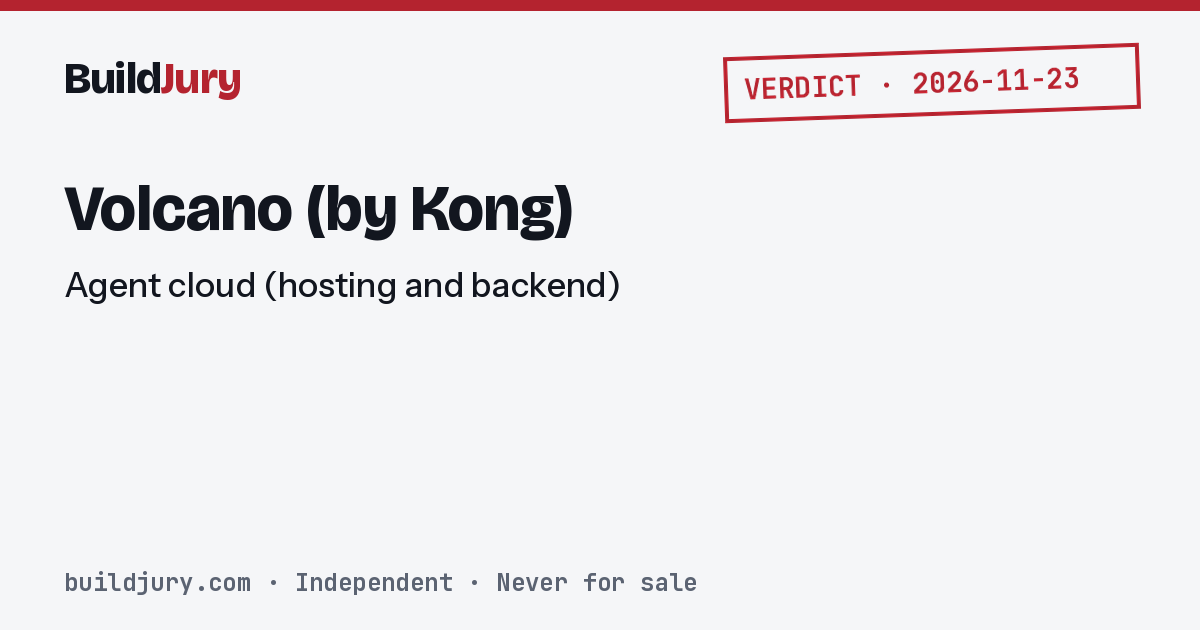 BuildJury
VERDICT · 2026-11-23
Volcano (by Kong)
Agent cloud (hosting and backend)
buildjury.com · Independent · Never for sale